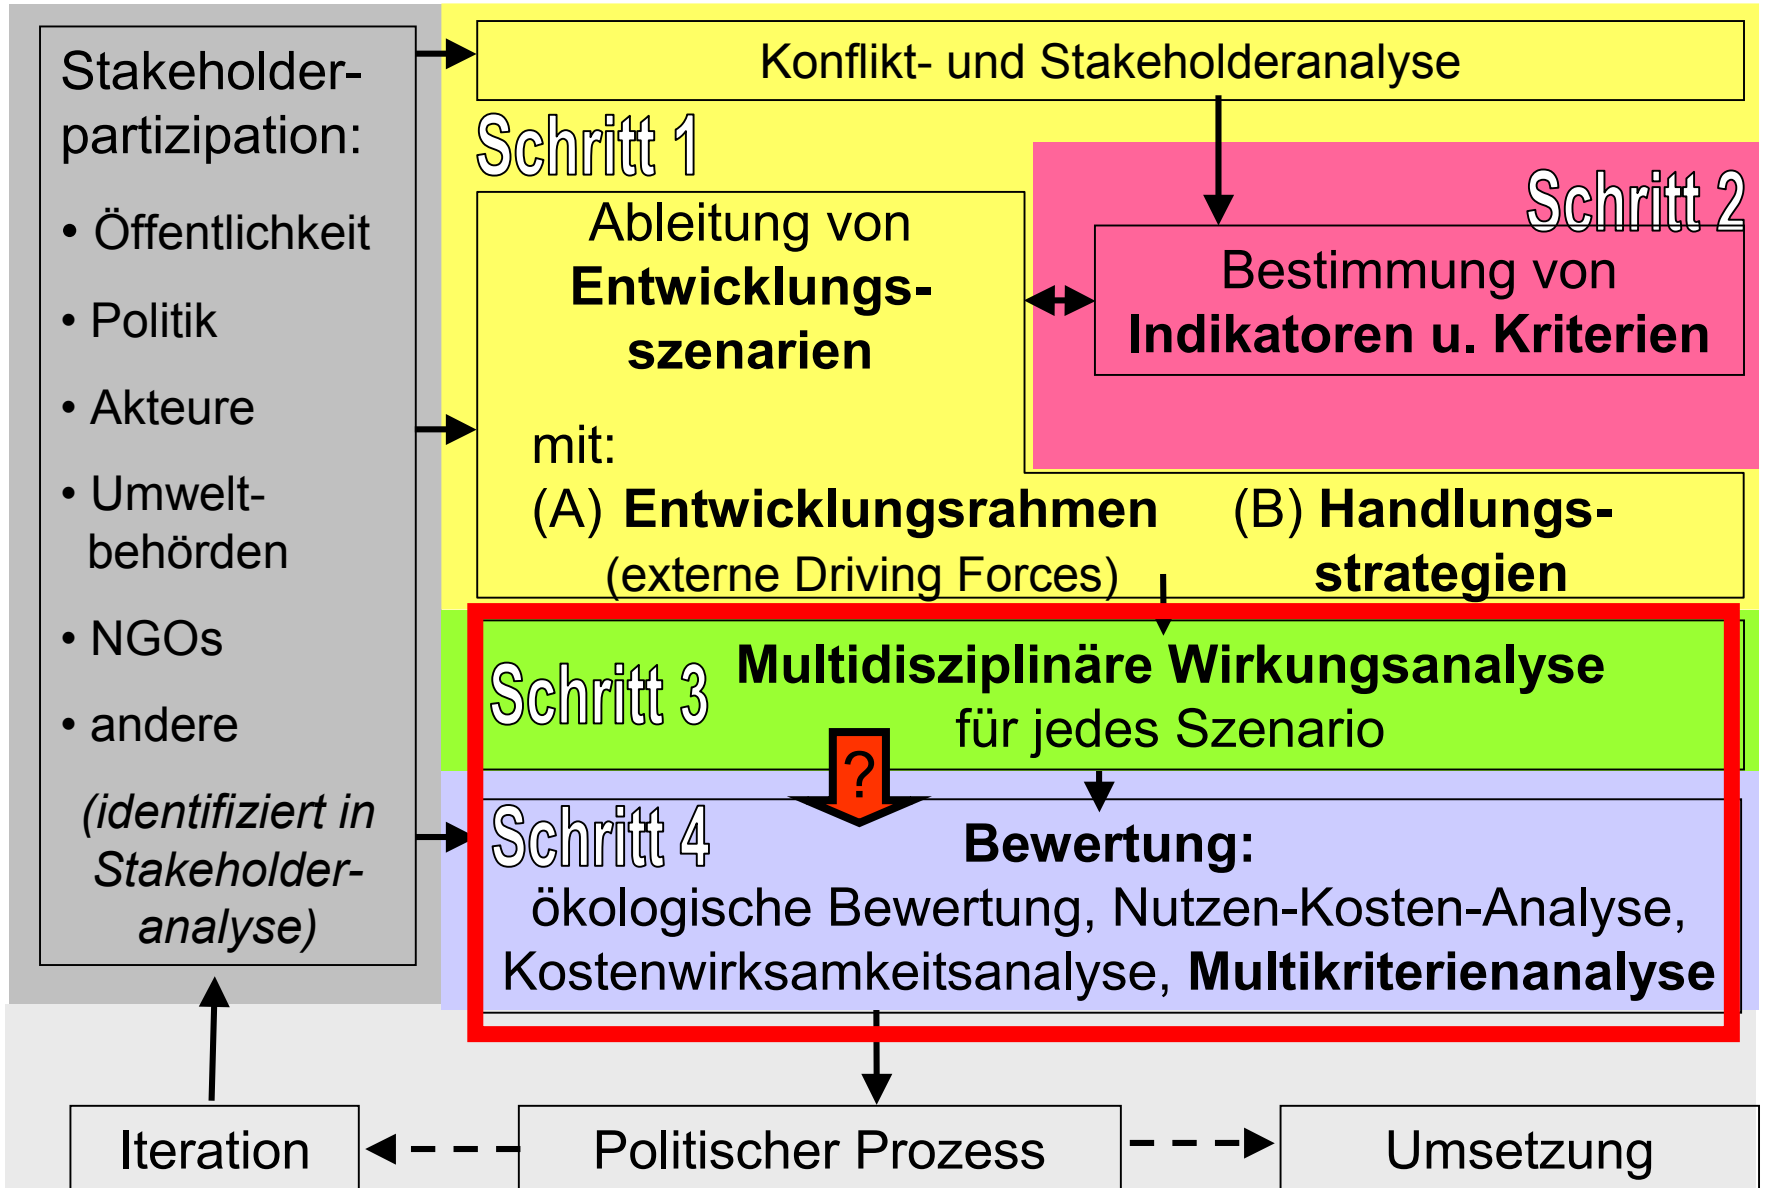 Stakeholder-
partizipation:
• Öffentlichkeit
• Politik
• Akteure
• Umwelt-
behörden
• NGOs
• andere
(identifiziert in
Stakeholder-
analyse)
Konflikt- und Stakeholderanalyse
Schritt 1
Ableitung von
Entwicklungs-
szenarien
mit:
(A) Entwicklungsrahmen
(externe Driving Forces)
(B) Handlungs-
strategien
Schritt 2
Bestimmung von
Indikatoren u. Kriterien
Schritt 3
Multidisziplinäre Wirkungsanalyse
für jedes Szenario
?
Schritt 4
Bewertung:
ökologische Bewertung, Nutzen-Kosten-Analyse,
Kostenwirksamkeitsanalyse, Multikriterienanalyse
Iteration
Politischer Prozess
Umsetzung